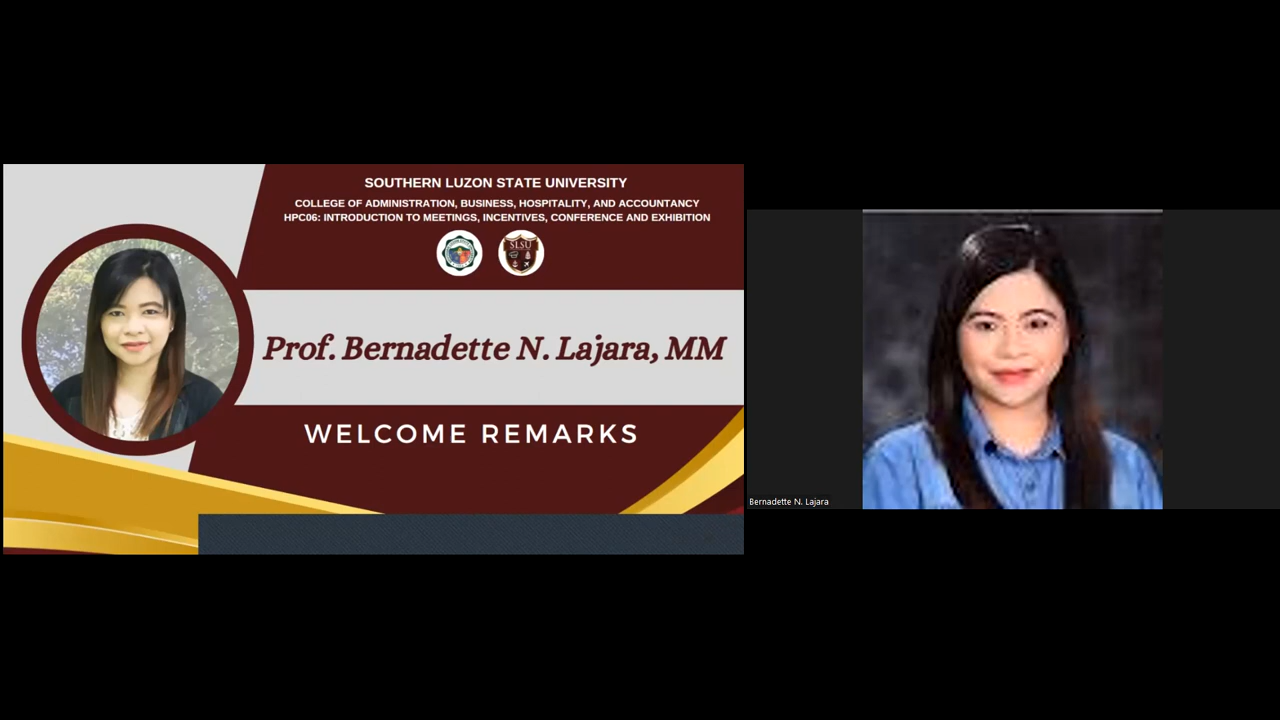 SOUTHERN LUZON STATE UNIVERSITY
COLLEGE OF ADMINISTRATION, BUSINESS, HOSPITALITY, AND ACCOUNTANCY
HPC06: INTRODUCTION TO MEETINGS, INCENTIVES, CONFERENCE AND EXHIBITION
SLSU
Prof. Bernadette N. Lajara, MM
WELCOME REMARKS
Bernadette N. Lajara